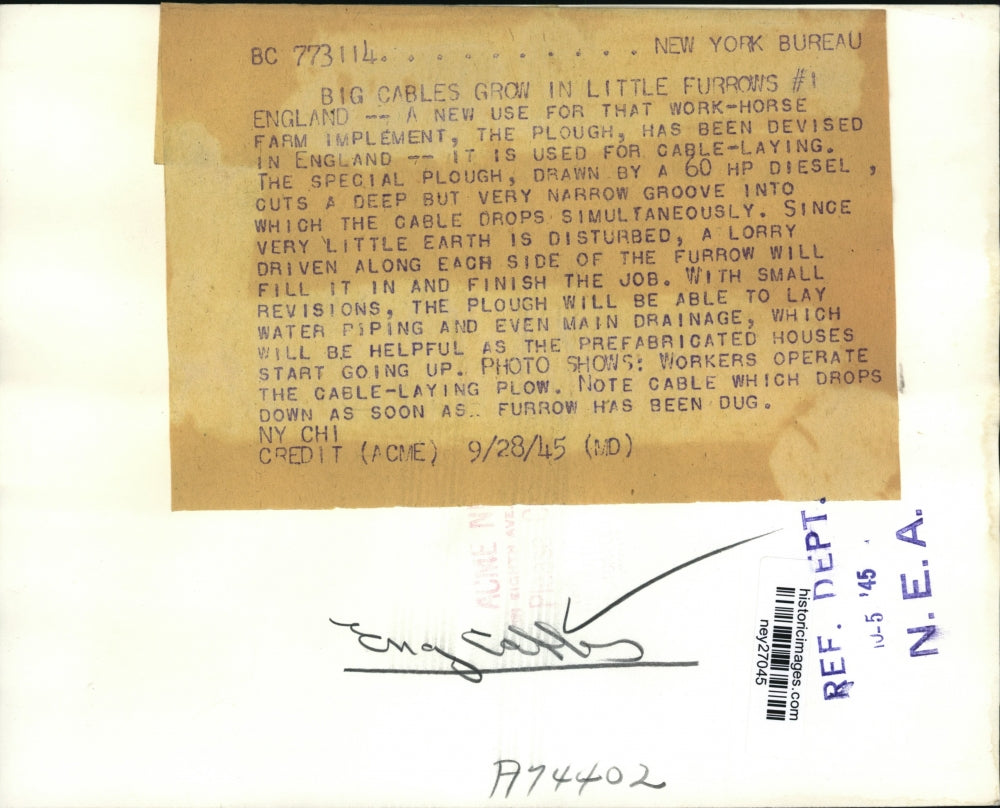 BC 773114. . . . . . . . . . . NEW YORK BUREAU
BIG CABLES GROW IN LITTLE FURROWS #1
ENGLAND -- A NEW USE FOR THAT WORK-HORSE
FARM IMPLEMENT, THE PLOUGH, HAS BEEN DEVISED
IN ENGLAND -- IT IS USED FOR CABLE-LAYING.
THE SPECIAL PLOUGH, DRAWN BY A 60 HP DIESEL ,
CUTS A DEEP BUT VERY NARROW GROOVE INTO
WHICH THE CABLE DROPS SIMULTANEOUSLY. SINCE
VERY LITTLE EARTH IS DISTURBED, A LORRY
DRIVEN ALONG EACH SIDE OF THE FURROW WILL
FILL IT IN AND FINISH THE JOB. WITH SMALL
REVISIONS, THE PLOUGH WILL BE ABLE TO LAY
WATER PIPING AND EVEN MAIN DRAINAGE, WHICH
WILL BE HELPFUL AS THE PREFABRICATED HOUSES
START GOING UP. PHOTO SHOWS: WORKERS OPERATE
THE CABLE-LAYING PLOW. NOTE CABLE WHICH DROPS
DOWN AS SOON AS.. FURROW HAS BEEN DUG.
NY CHI
CREDIT (ACME) 9/28/45 (MD)
ACME N
EIGHTH AVE
Eng Cables
historicimages.com
ney27045
REF. DEPT.
10-5 '45
N. E. A.
A74402